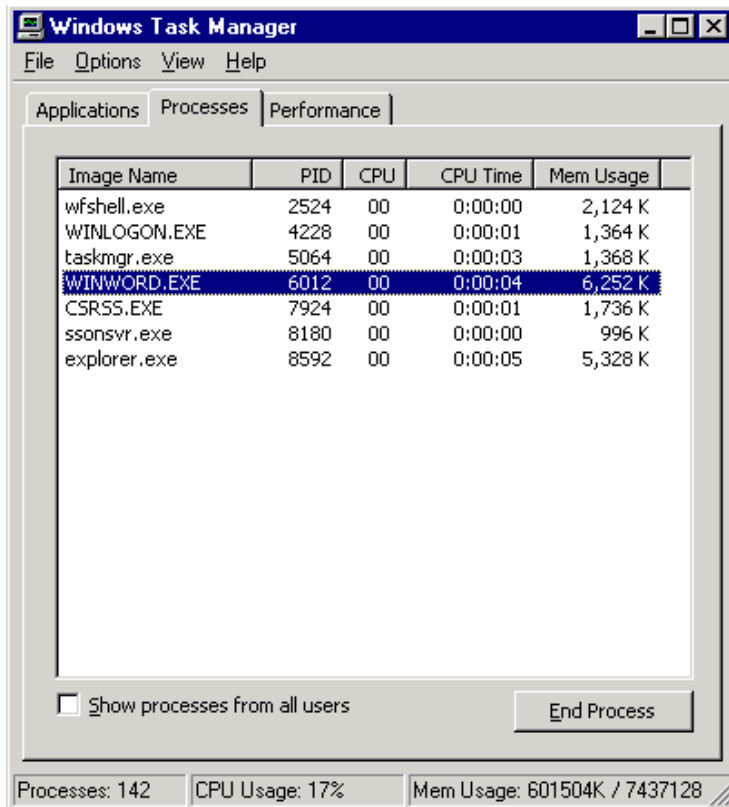 Windows Task Manager
File Options View Help
Applications Processes Performance
Image Name PID CPU CPU Time Mem Usage
wfshell.exe 2524 00 0:00:00 2,124 K
WINLOGON.EXE 4228 00 0:00:01 1,364 K
taskmgr.exe 5064 00 0:00:03 1,368 K
WINWORD.EXE 6012 00 0:00:04 6,252 K
CSRSS.EXE 7924 00 0:00:01 1,736 K
ssonsvr.exe 8180 00 0:00:00 996 K
explorer.exe 8592 00 0:00:05 5,328 K
Show processes from all users
End Process
Processes: 142 CPU Usage: 17% Mem Usage: 601504K / 7437128